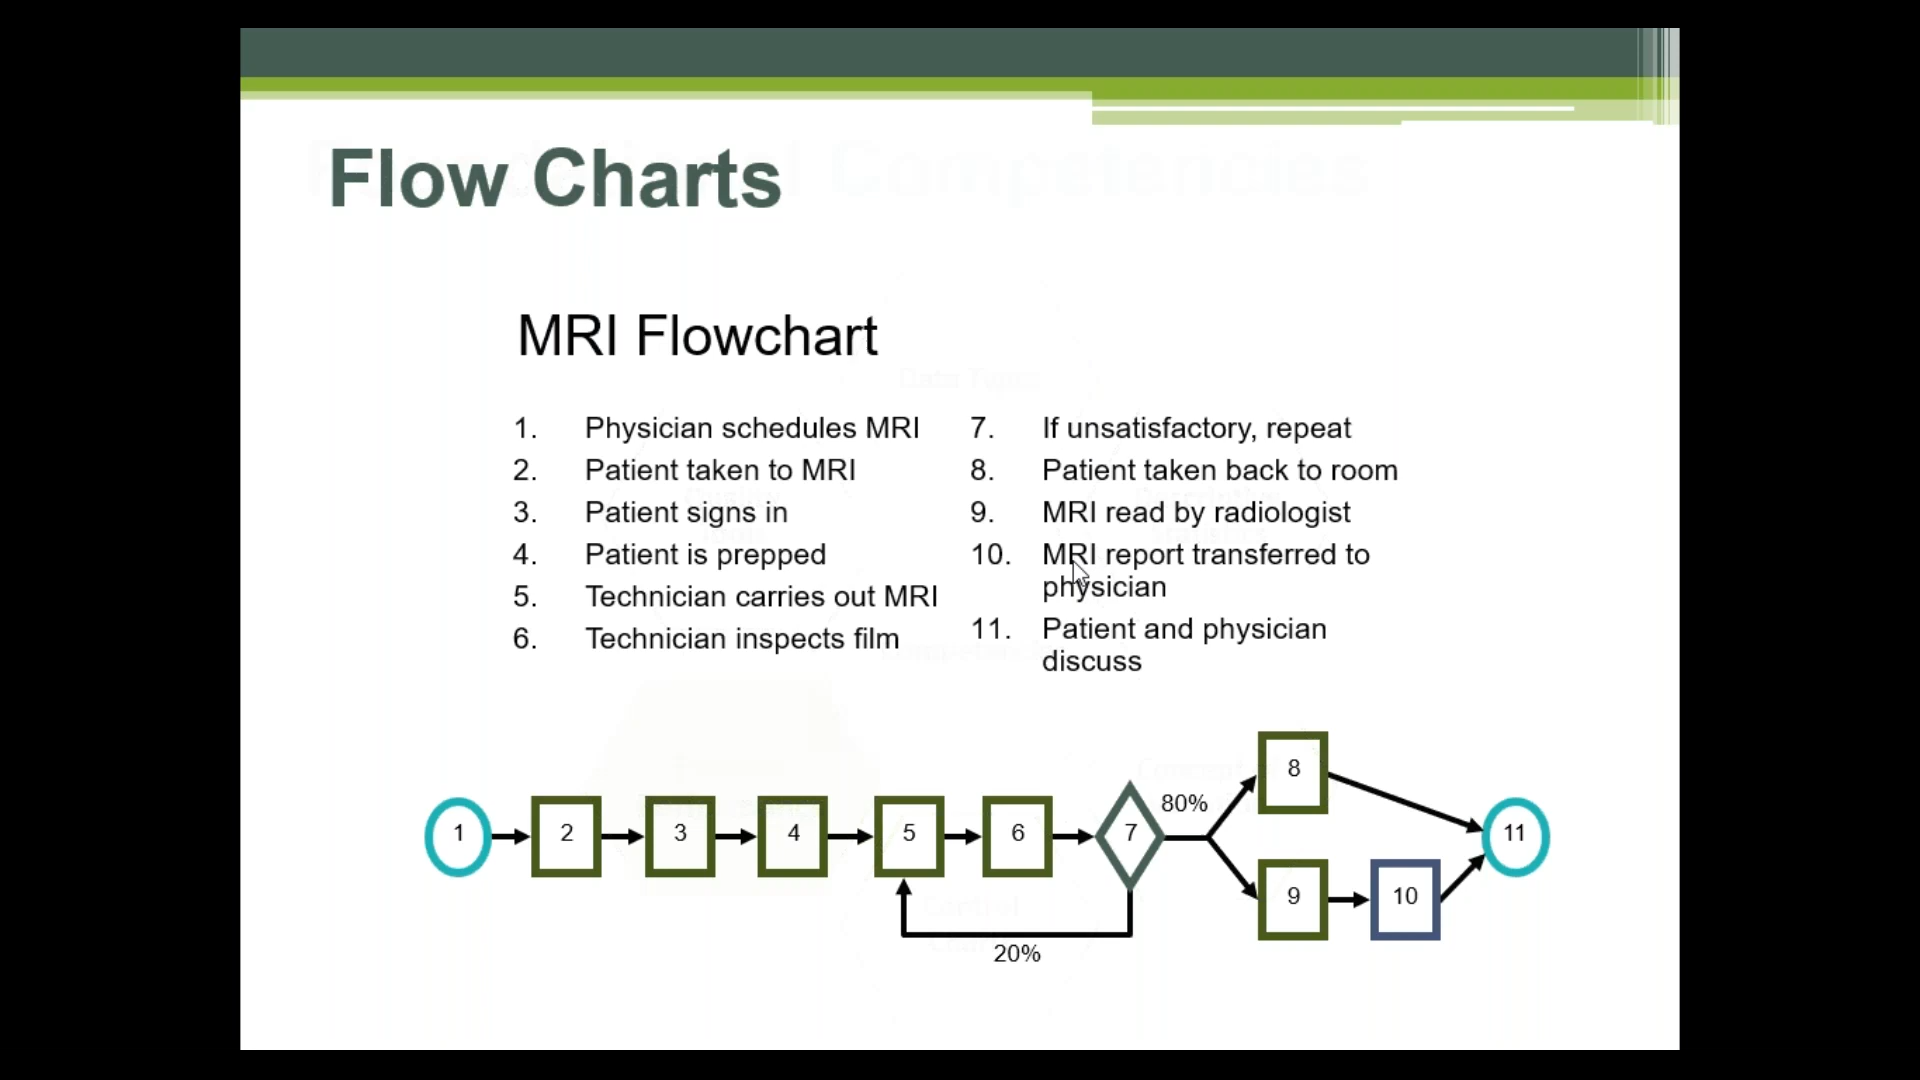 Flow Charts
MRI Flowchart
1. Physician schedules MRI
2. Patient taken to MRI
3. Patient signs in
4. Patient is prepped
5. Technician carries out MRI
6. Technician inspects film
7. If unsatisfactory, repeat
8. Patient taken back to room
9. MRI read by radiologist
10. MRI report transferred to
physician
11. Patient and physician
discuss
1
2
3
4
5
6
7
80%
8
9
10
11
20%